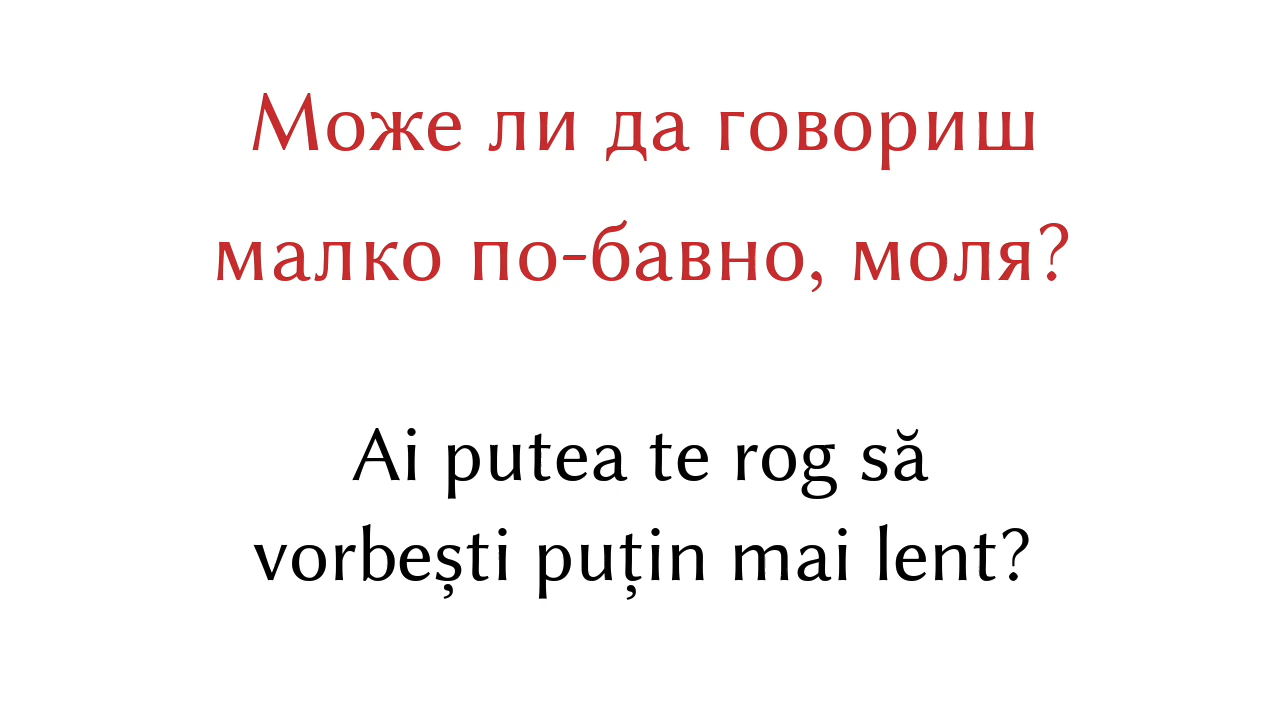 Може ли да говориш
малко по-бавно, моля?
Ai putea te rog să
vorbești puțin mai lent?